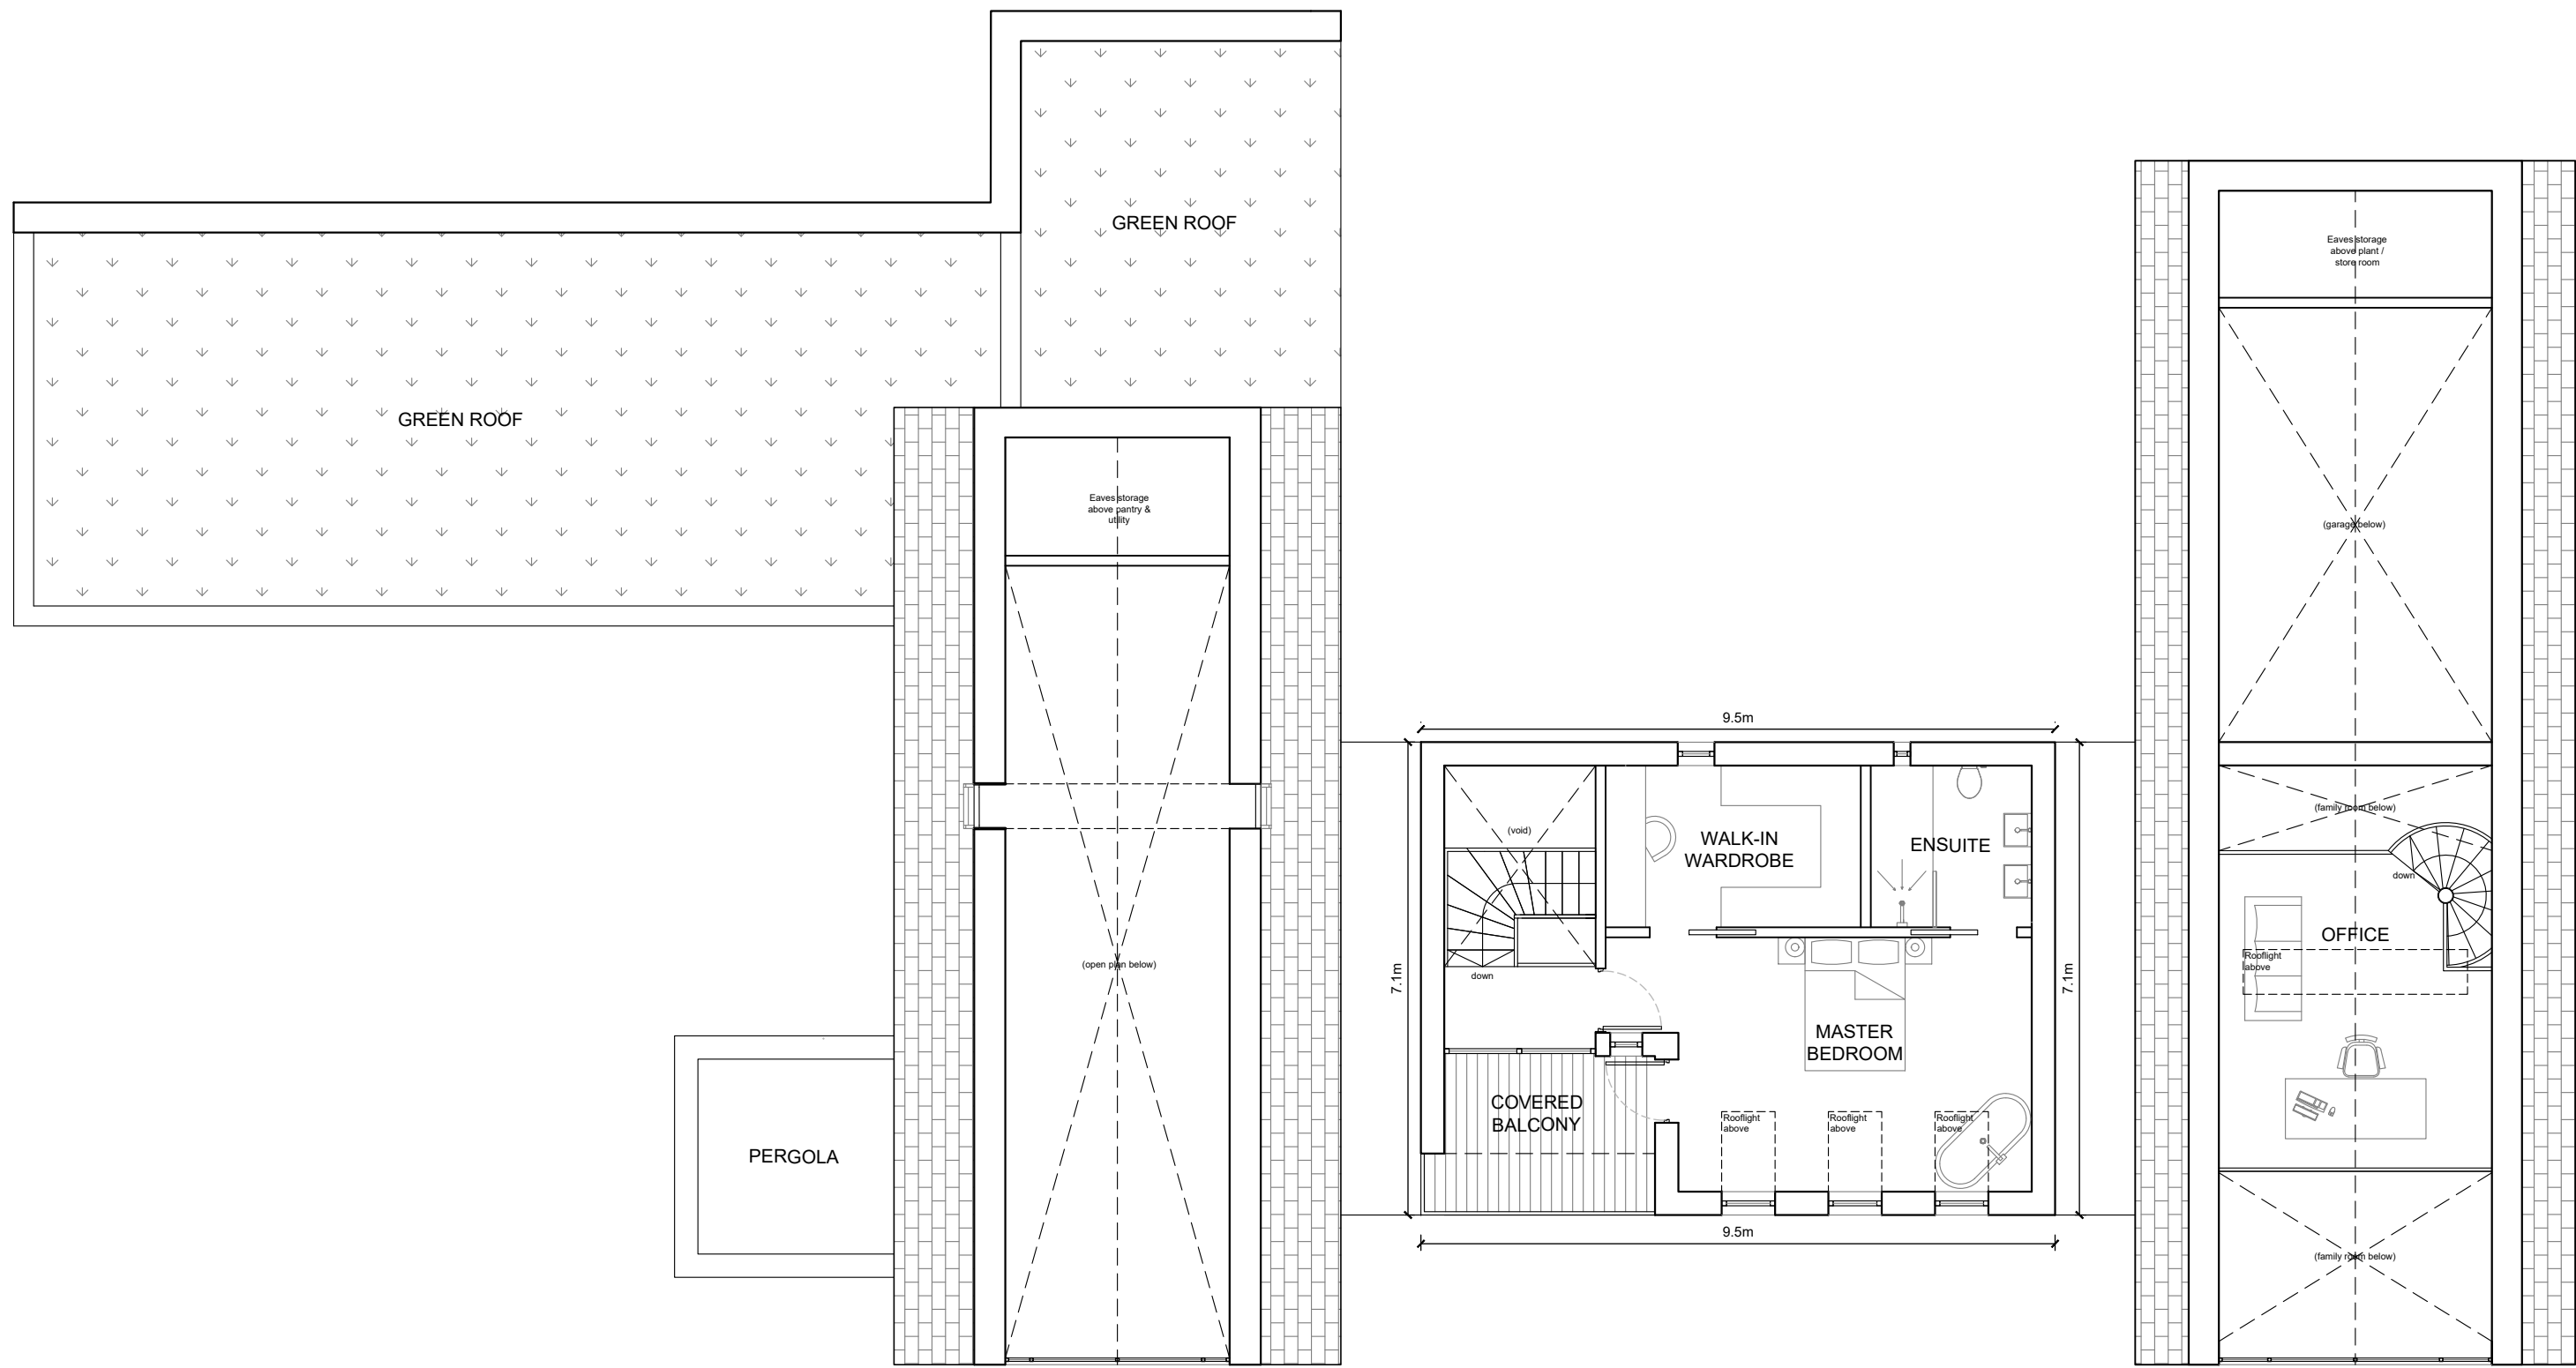 GREEN ROOF
Eaves storage
above plant /
store room
GREEN ROOF
Eaves storage
above pantry &
utility
(garage below)
9.5m
(family room below)
(void)
WALK-IN
WARDROBE
ENSUITE
down
OFFICE
Rooflight
above
(open plan below)
7.1m
down
7.1m
MASTER
BEDROOM
COVERED
BALCONY
Rooflight
above
Rooflight
above
Rooflight
above
PERGOLA
9.5m
(family room below)